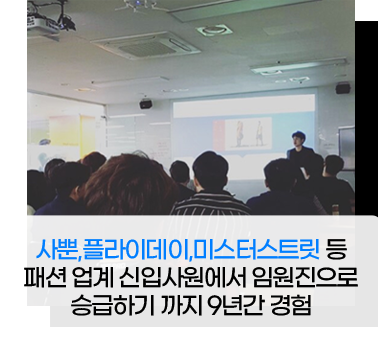 사뿐,플라이데이,미스터스트릿 등
패션 업계 신입사원에서 임원진으로
승급하기 까지 9년간 경험